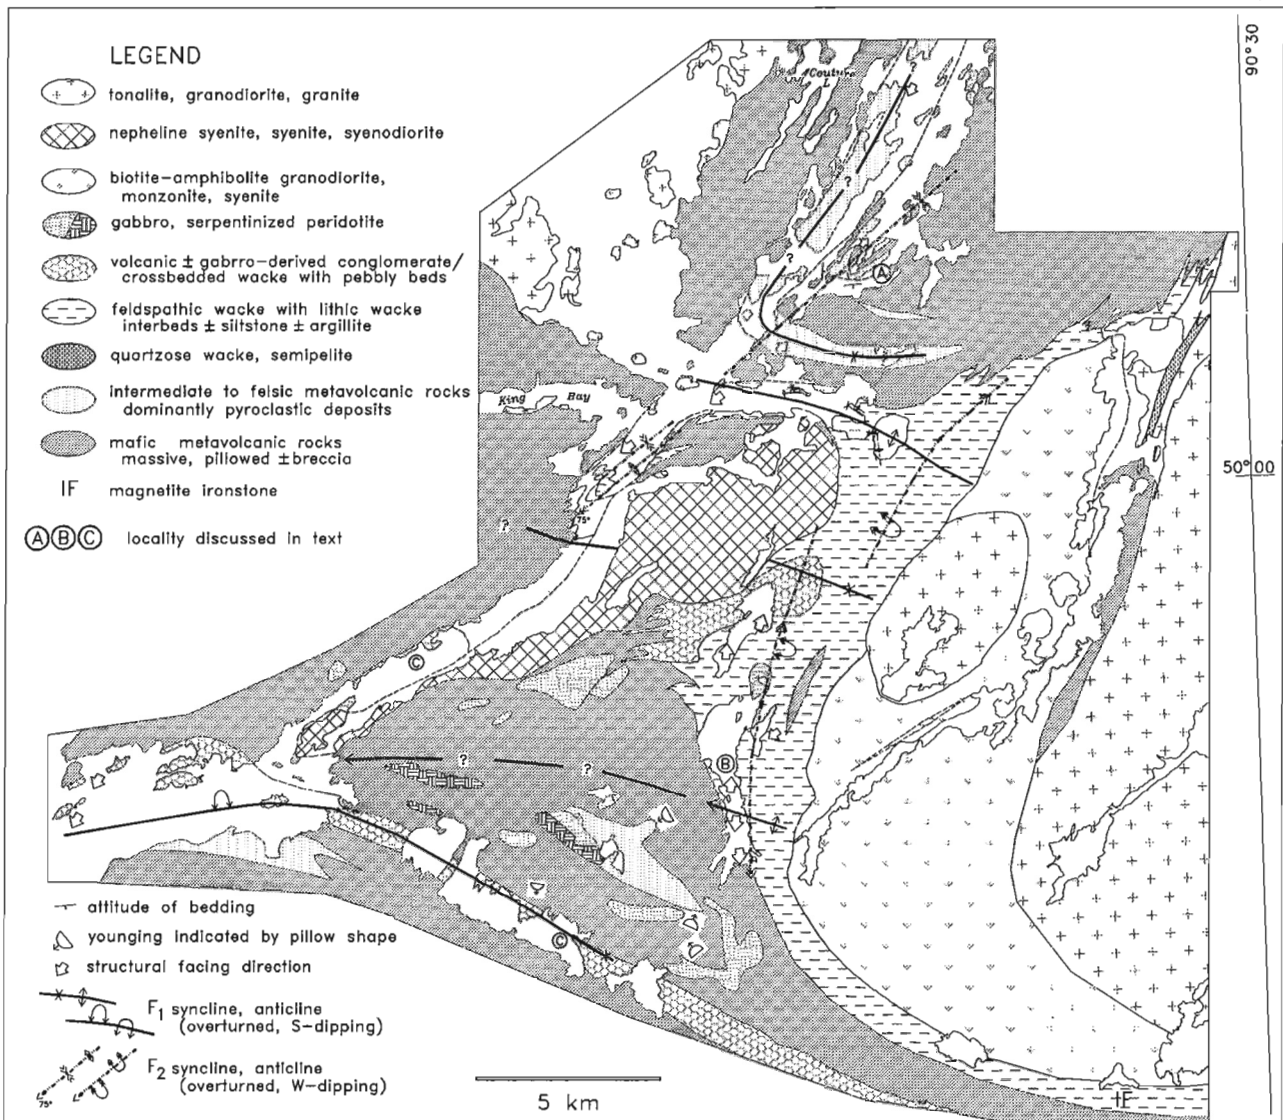 LEGEND
tonalite, granodiorite, granite
nepheline syenite, syenite, syenodiorite
biotite-amphibolite granodiorite,
monzonite, syenite
gabbro, serpentinized peridotite
volcanic ± gabrro-derived conglomerate/
crossbedded wacke with pebbly beds
feldspathic wacke with lithic wacke
interbeds ± siltstone ± argillite
quartzose wacke, semipelite
intermediate to felsic metavolcanic rocks
dominantly pyroclastic deposits
mafic metavolcanic rocks
massive, pillowed ± breccia
IF magnetite ironstone
A B C locality discussed in text
attitude of bedding
younging indicated by pillow shape
structural facing direction
F1 syncline, anticline
(overturned, S-dipping)
F2 syncline, anticline
(overturned, W-dipping)
75°
5 km
90° 30
50° 00
Couture
L
?
?
?
A
King Bay
75°
?
C
B
?
?
C
IF